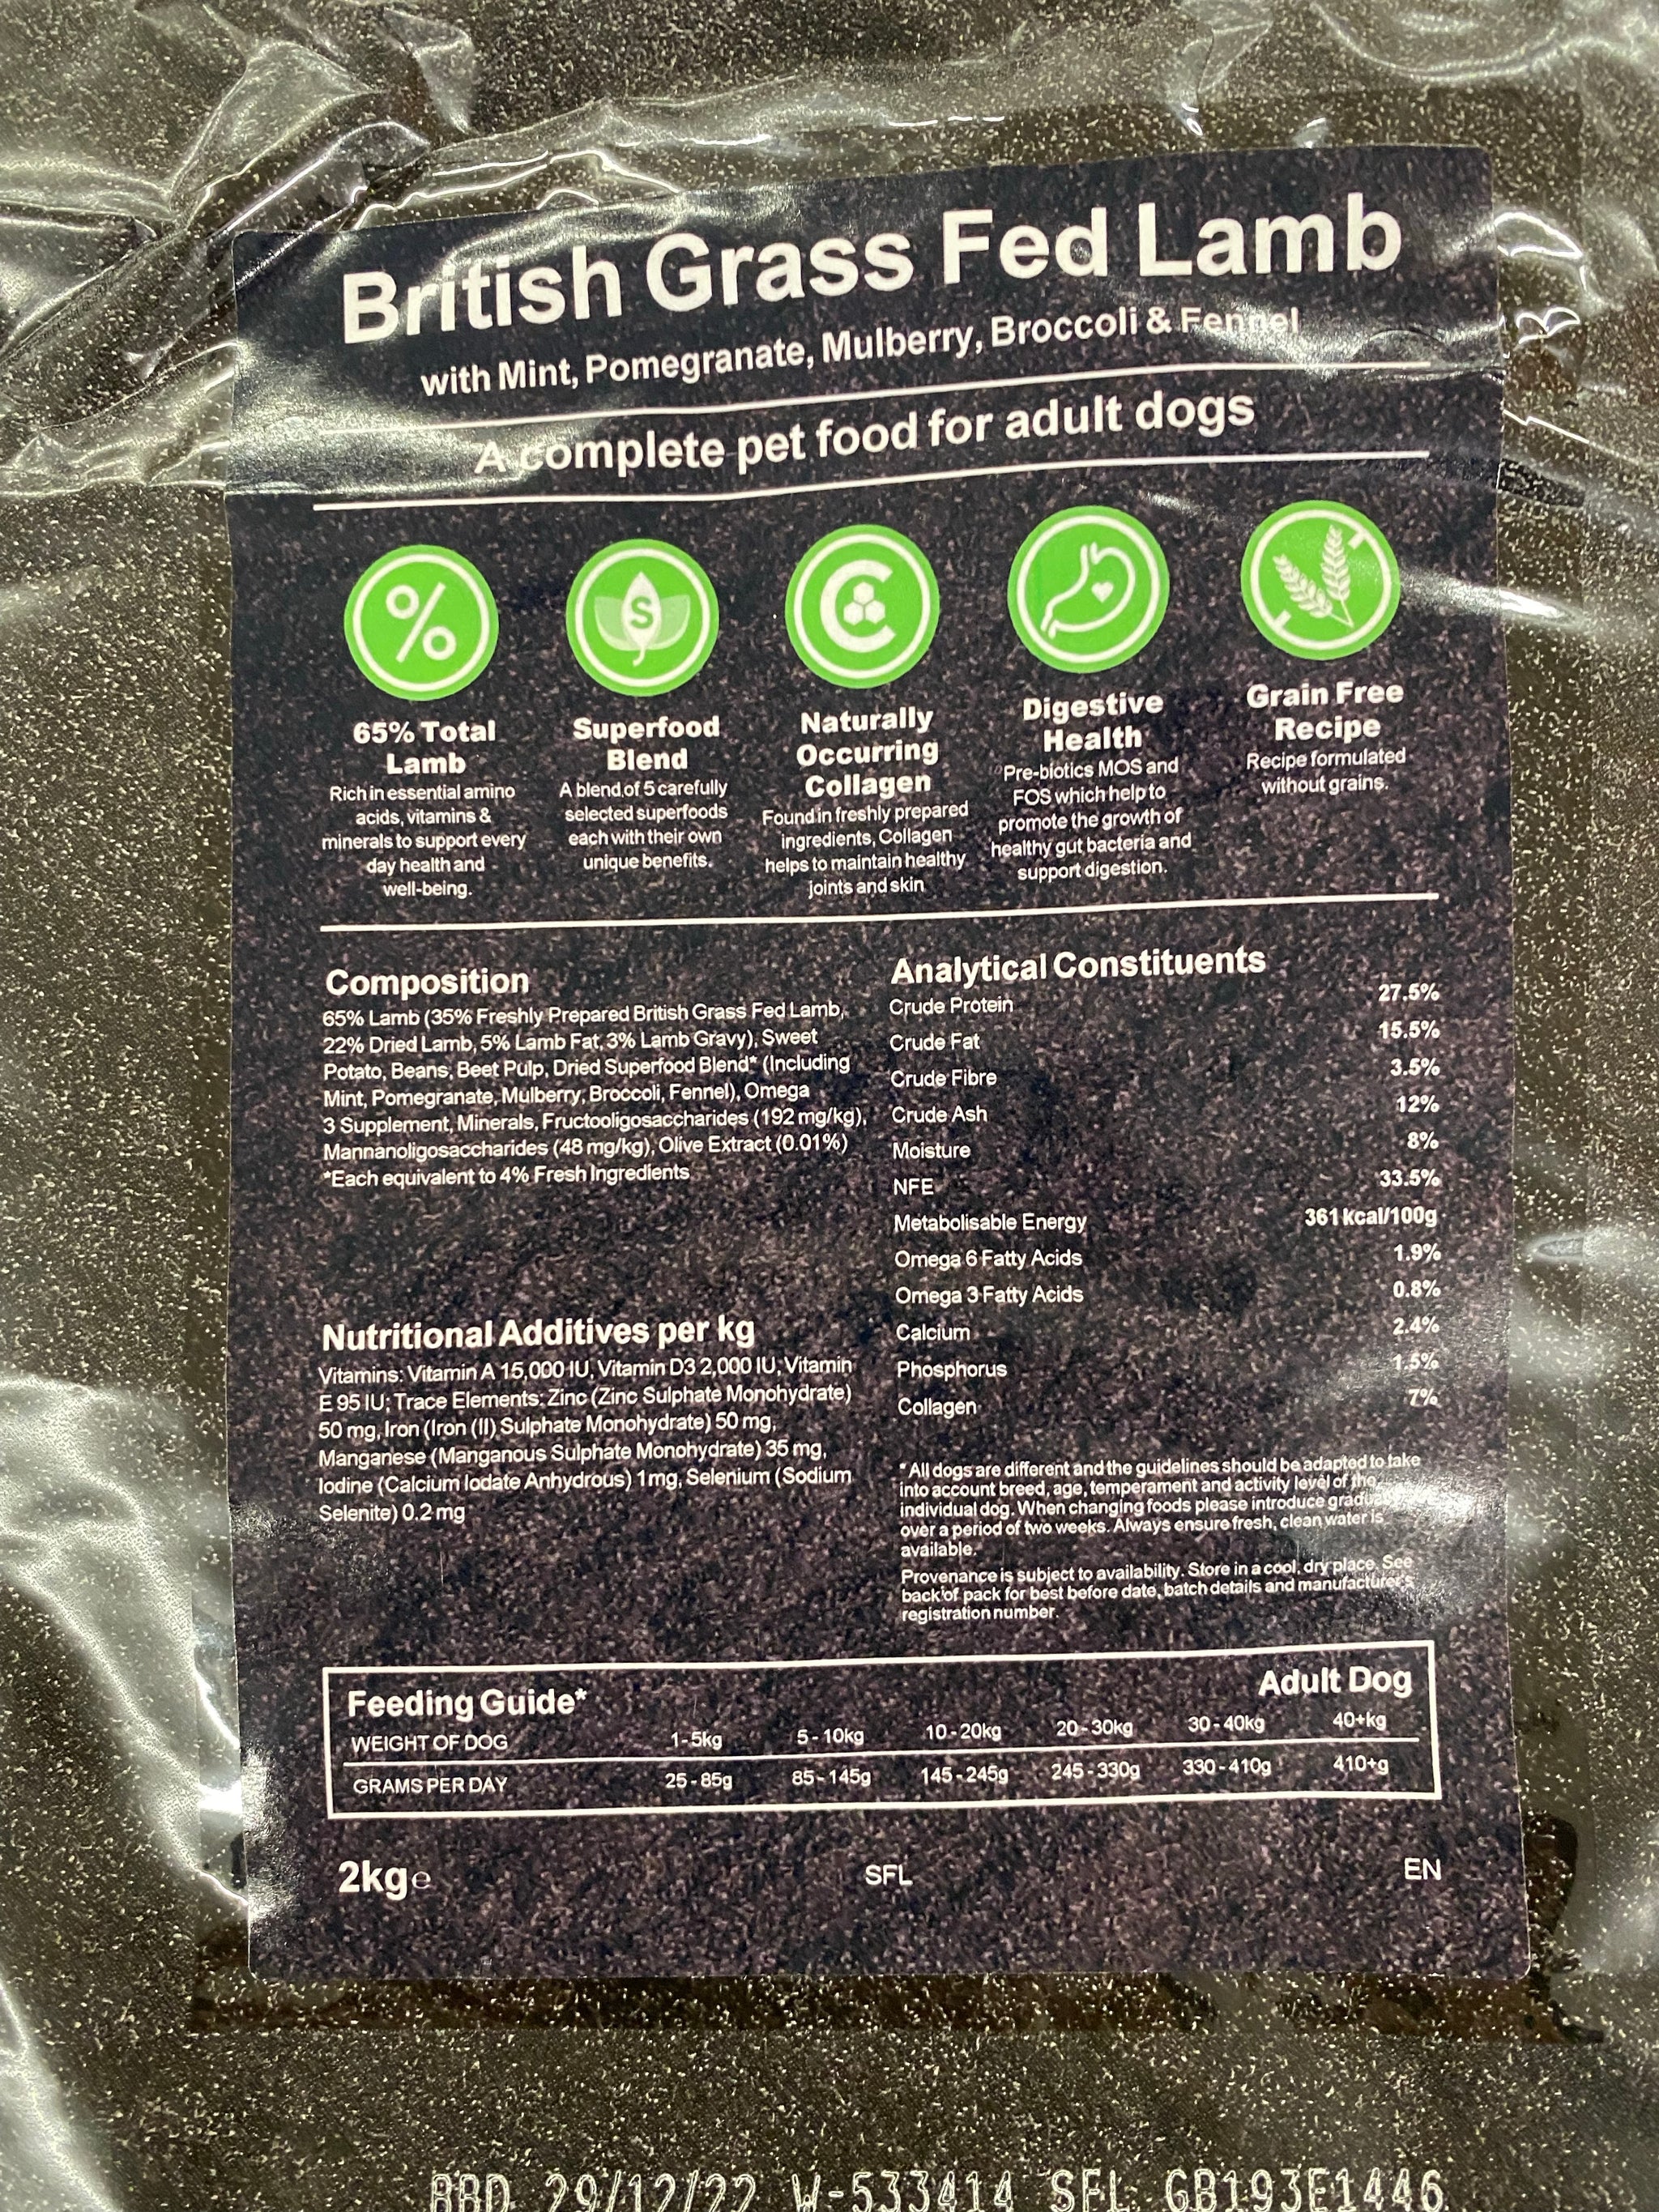 British Grass Fed Lamb
with Mint, Pomegranate, Mulberry, Broccoli & Fennel
A complete pet food for adult dogs
65% Total
Lamb
Rich in essential amino
acids, vitamins &
minerals to support every
day health and
well-being.
Superfood
Blend
A blend of 5 carefully
selected superfoods
each with their own
unique benefits.
Naturally
Occurring
Collagen
Found in freshly prepared
ingredients, Collagen
helps to maintain healthy
joints and skin
Digestive
Health
Pre-biotics MOS and
FOS which help to
promote the growth of
healthy gut bacteria and
support digestion.
Grain Free
Recipe
Recipe formulated
without grains.
Composition
65% Lamb (35% Freshly Prepared British Grass Fed Lamb,
22% Dried Lamb, 5% Lamb Fat, 3% Lamb Gravy), Sweet
Potato, Beans, Beet Pulp, Dried Superfood Blend* (Including
Mint, Pomegranate, Mulberry, Broccoli, Fennel), Omega
3 Supplement, Minerals, Fructooligosaccharides (192 mg/kg),
Mannanoligosaccharides (48 mg/kg), Olive Extract (0.01%)
*Each equivalent to 4% Fresh Ingredients
Nutritional Additives per kg
Vitamins: Vitamin A 15,000 IU, Vitamin D3 2,000 IU, Vitamin
E 95 IU; Trace Elements: Zinc (Zinc Sulphate Monohydrate)
50 mg, Iron (Iron (II) Sulphate Monohydrate) 50 mg,
Manganese (Manganous Sulphate Monohydrate) 35 mg,
Iodine (Calcium Iodate Anhydrous) 1mg, Selenium (Sodium
Selenite) 0.2 mg
Analytical Constituents
Crude Protein 27.5%
Crude Fat 15.5%
Crude Fibre 3.5%
Crude Ash 12%
Moisture 8%
NFE 33.5%
Metabolisable Energy 361 kcal/100g
Omega 6 Fatty Acids 1.9%
Omega 3 Fatty Acids 0.8%
Calcium 2.4%
Phosphorus 1.5%
Collagen 7%
* All dogs are different and the guidelines should be adapted to take
into account breed, age, temperament and activity level of the
individual dog. When changing foods please introduce
over a period of two weeks. Always ensure fresh, clean water is
available.
Provenance is subject to availability. Store in a cool, dry place. See
back of pack for best before date, batch details and manufacturer's
registration number.
Feeding Guide* Adult Dog
WEIGHT OF DOG 1-5kg 5-10kg 10-20kg 20-30kg 30-40kg 40+kg
GRAMS PER DAY 25-85g 85-145g 145-245g 245-330g 330-410g 410+g
2kg e SFL EN
BBD 29/12/22 W-533414 SFL GB193E1446